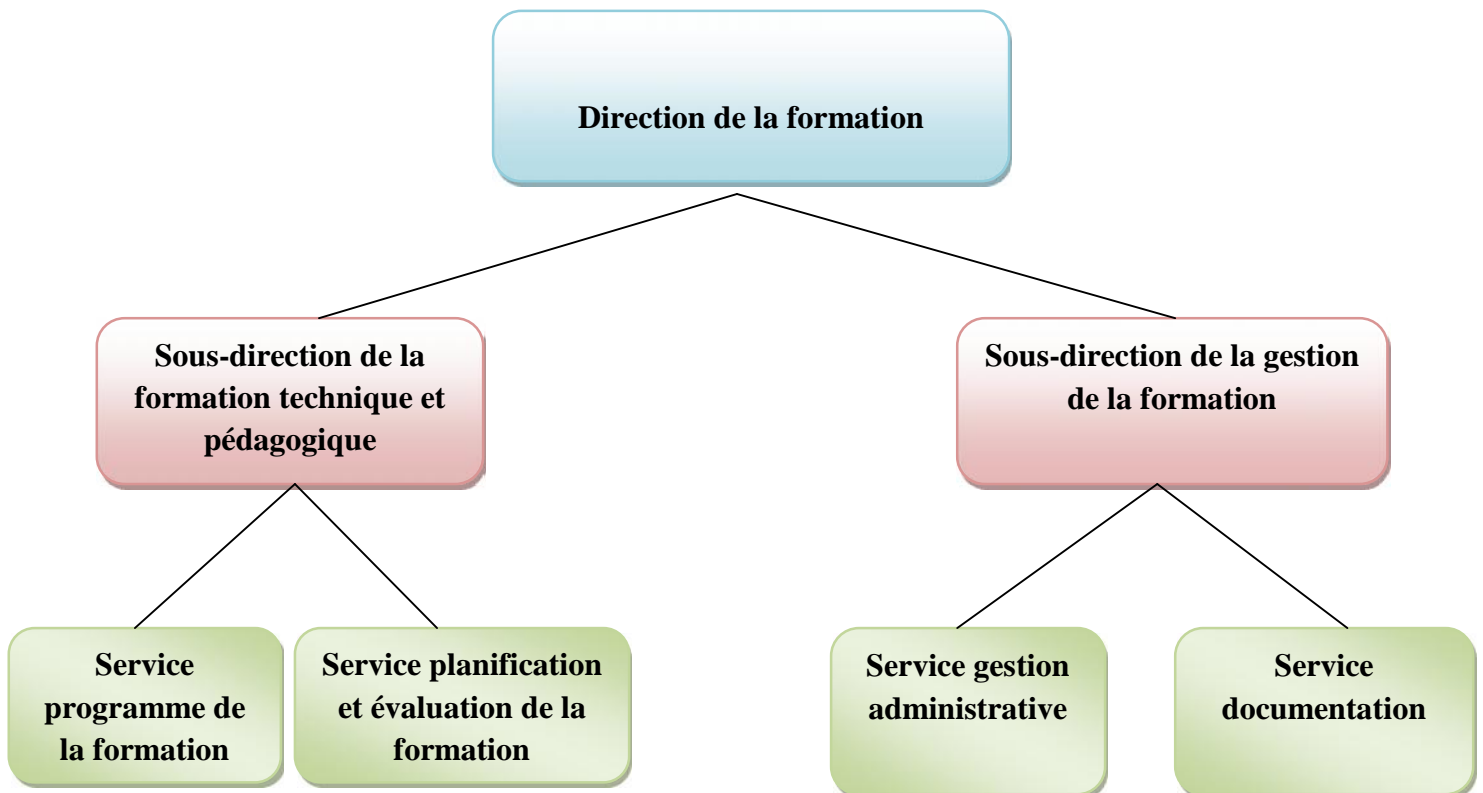 Direction de la formation
Sous-direction de la
formation technique et
pédagogique
Sous-direction de la gestion
de la formation
Service
programme de
la formation
Service planification
et évaluation de la
formation
Service gestion
administrative
Service
documentation